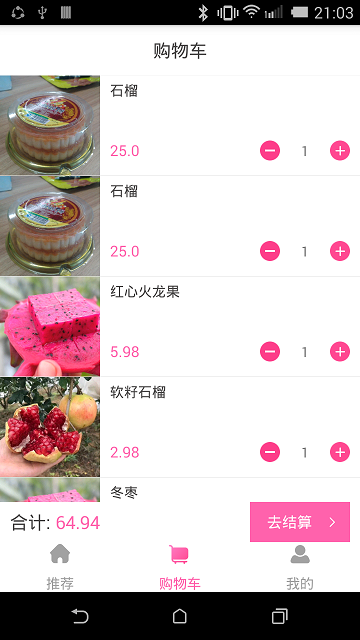 21:03
购物车
石榴
25.0
1
石榴
25.0
1
红心火龙果
5.98
1
软籽石榴
2.98
1
冬枣
合计: 64.94
去结算
推荐
购物车
我的